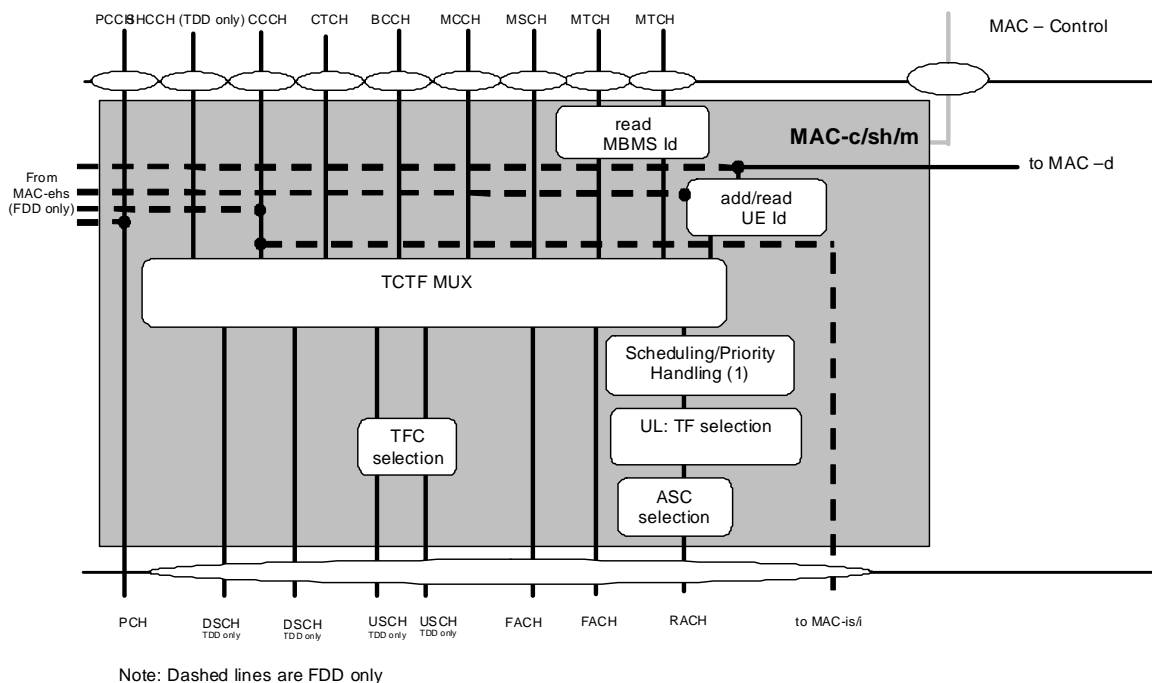 PCCH SHCCH (TDD only) CCCH CTCH BCCH MCCH MSCH MTCH MTCH
MAC – Control
read
MBMS Id
MAC-c/sh/m
From
MAC-ehs
(FDD only)
to MAC –d
add/read
UE Id
TCTF MUX
Scheduling/Priority
Handling (1)
UL: TF selection
TFC
selection
ASC
selection
PCH DSCH DSCH USCH USCH FACH FACH RACH to MAC-is/i
TDD only TDD only TDD only TDD only
Note: Dashed lines are FDD only